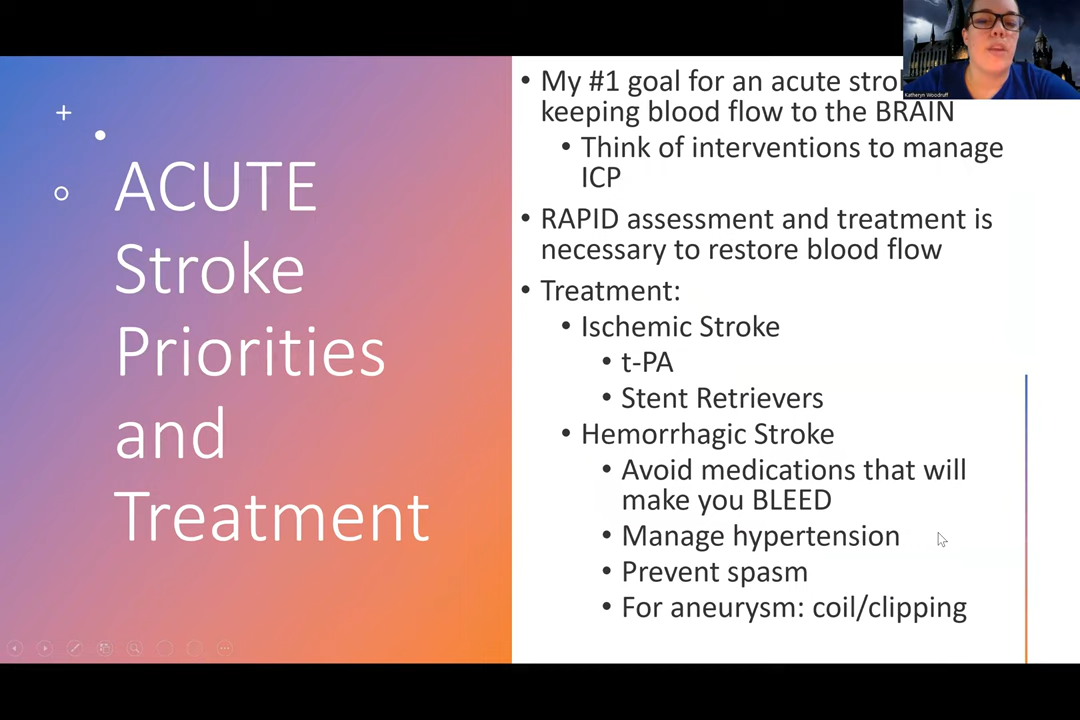 ACUTE
Stroke
Priorities
and
Treatment
• My #1 goal for an acute
keeping blood flow to the BRAIN
• Think of interventions to manage
ICP
• RAPID assessment and treatment is
necessary to restore blood flow
• Treatment:
• Ischemic Stroke
• t-PA
• Stent Retrievers
• Hemorrhagic Stroke
• Avoid medications that will
make you BLEED
• Manage hypertension
• Prevent spasm
• For aneurysm: coil/clipping
Katheryn Woodruff